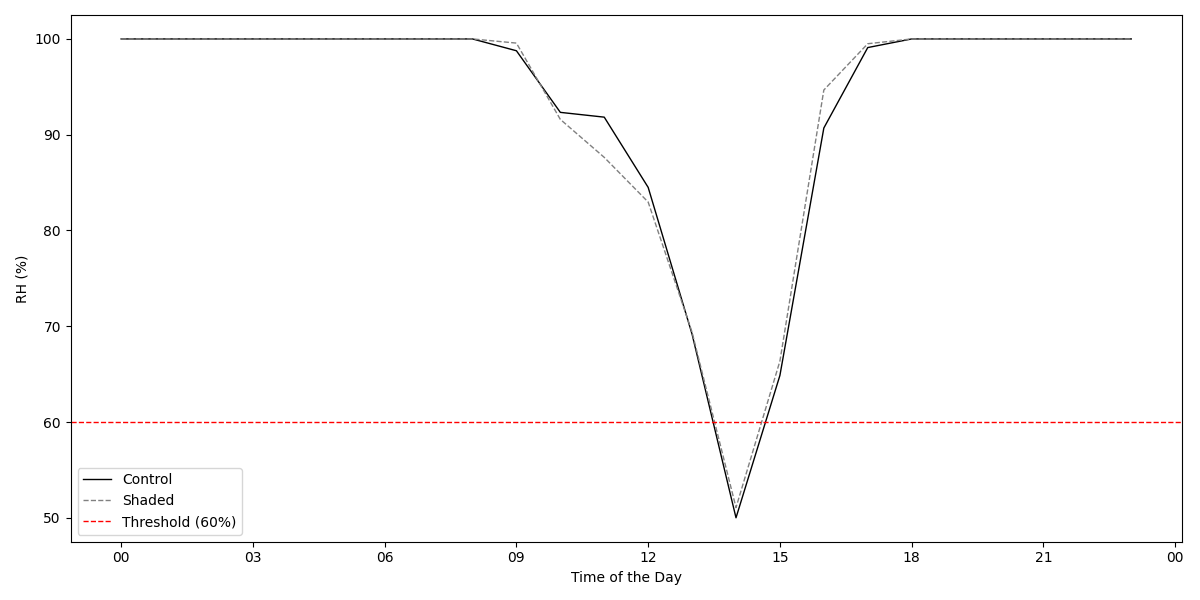 100
90
80
70
60
50
RH (%)
Control
Shaded
Threshold (60%)
00 03 06 09 12 15 18 21 00
Time of the Day